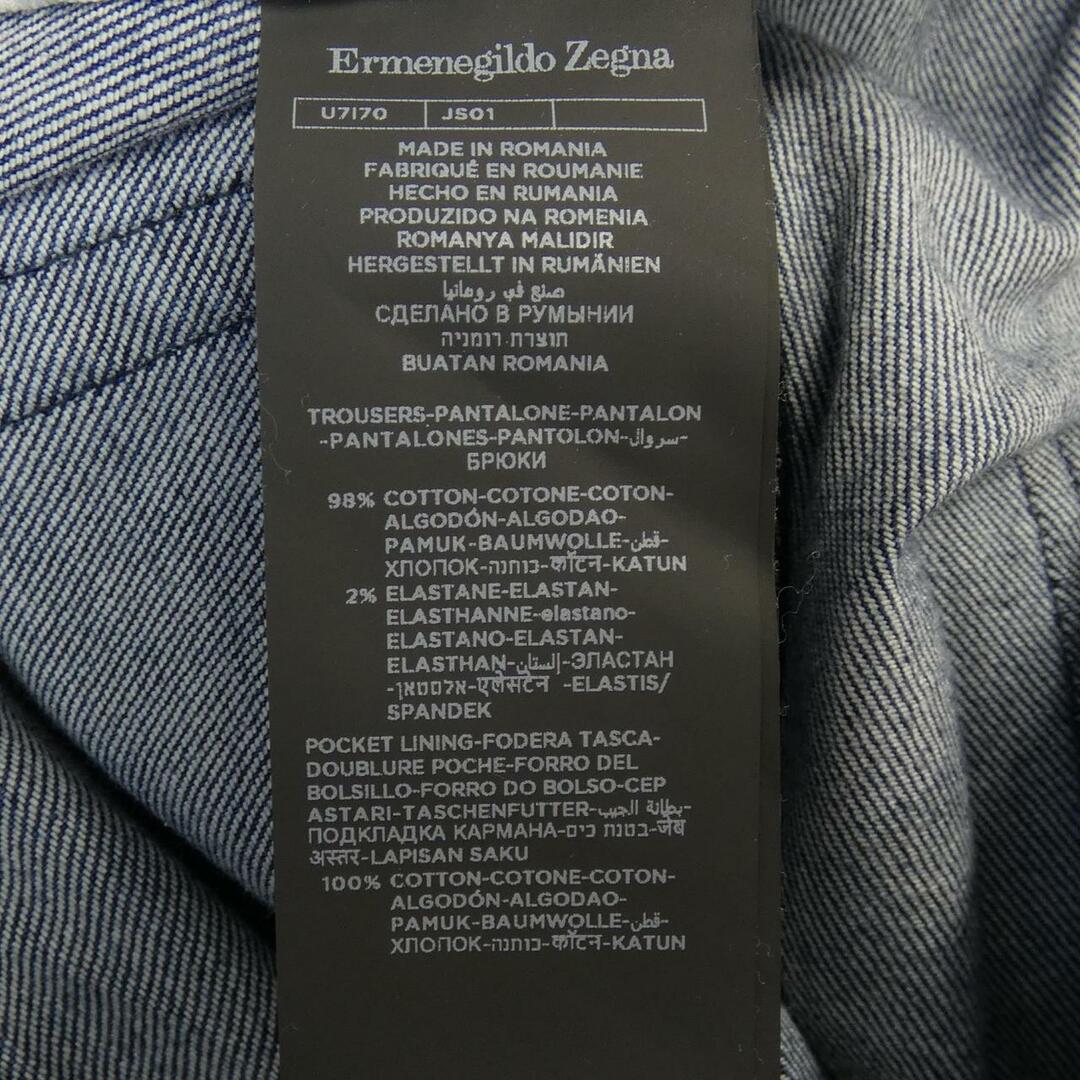 Ermenegildo Zegna
U7I70 JS01
MADE IN ROMANIA
FABRIQUÉ EN ROUMANIE
HECHO EN RUMANIA
PRODUZIDO NA ROMENIA
ROMANYA MALIDIR
HERGESTELLT IN RUMÄNIEN
صنع في رومانيا
СДЕЛАНО В РУМЫНИИ
תוצרת רומניה
BUATAN ROMANIA
TROUSERS-PANTALONE-PANTALON
-PANTALONES-PANTOLON-سروال-
БРЮКИ
98% COTTON-COTONE-COTON-
ALGODÓN-ALGODAO-
PAMUK-BAUMWOLLE-قطن-
ХЛОПОК-כותנה-कॉटन-KATUN
2% ELASTANE-ELASTAN-
ELASTHANNE-elastano-
ELASTANO-ELASTAN-
ELASTHAN-إلستان-ЭЛАСТАН
-אלסטאן-एलेसटेन -ELASTIS/
SPANDEK
POCKET LINING-FODERA TASCA-
DOUBLURE POCHE-FORRO DEL
BOLSILLO-FORRO DO BOLSO-CEP
ASTARI-TASCHENFUTTER-بطانة الجيب-
ПОДКЛАДКА КАРМАНА-בטנת כיס-जेब
अस्तर-LAPISAN SAKU
100% COTTON-COTONE-COTON-
ALGODÓN-ALGODAO-
PAMUK-BAUMWOLLE-قطن-
ХЛОПОК-כותנה-कॉटन-KATUN